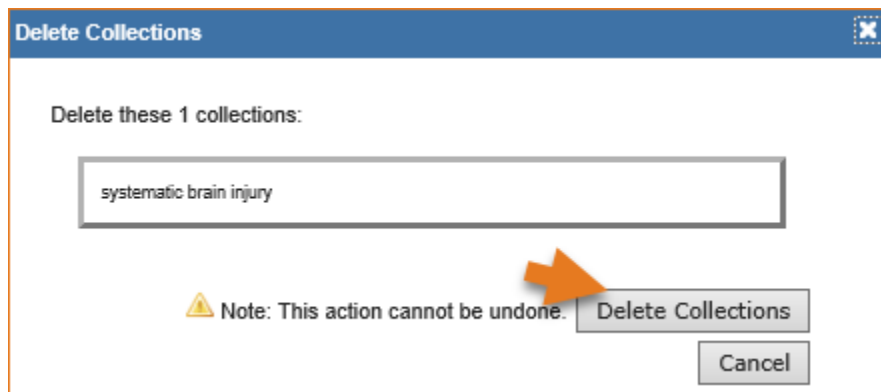 Delete Collections
Delete these 1 collections:
systematic brain injury
Note: This action cannot be undone.
Delete Collections
Cancel